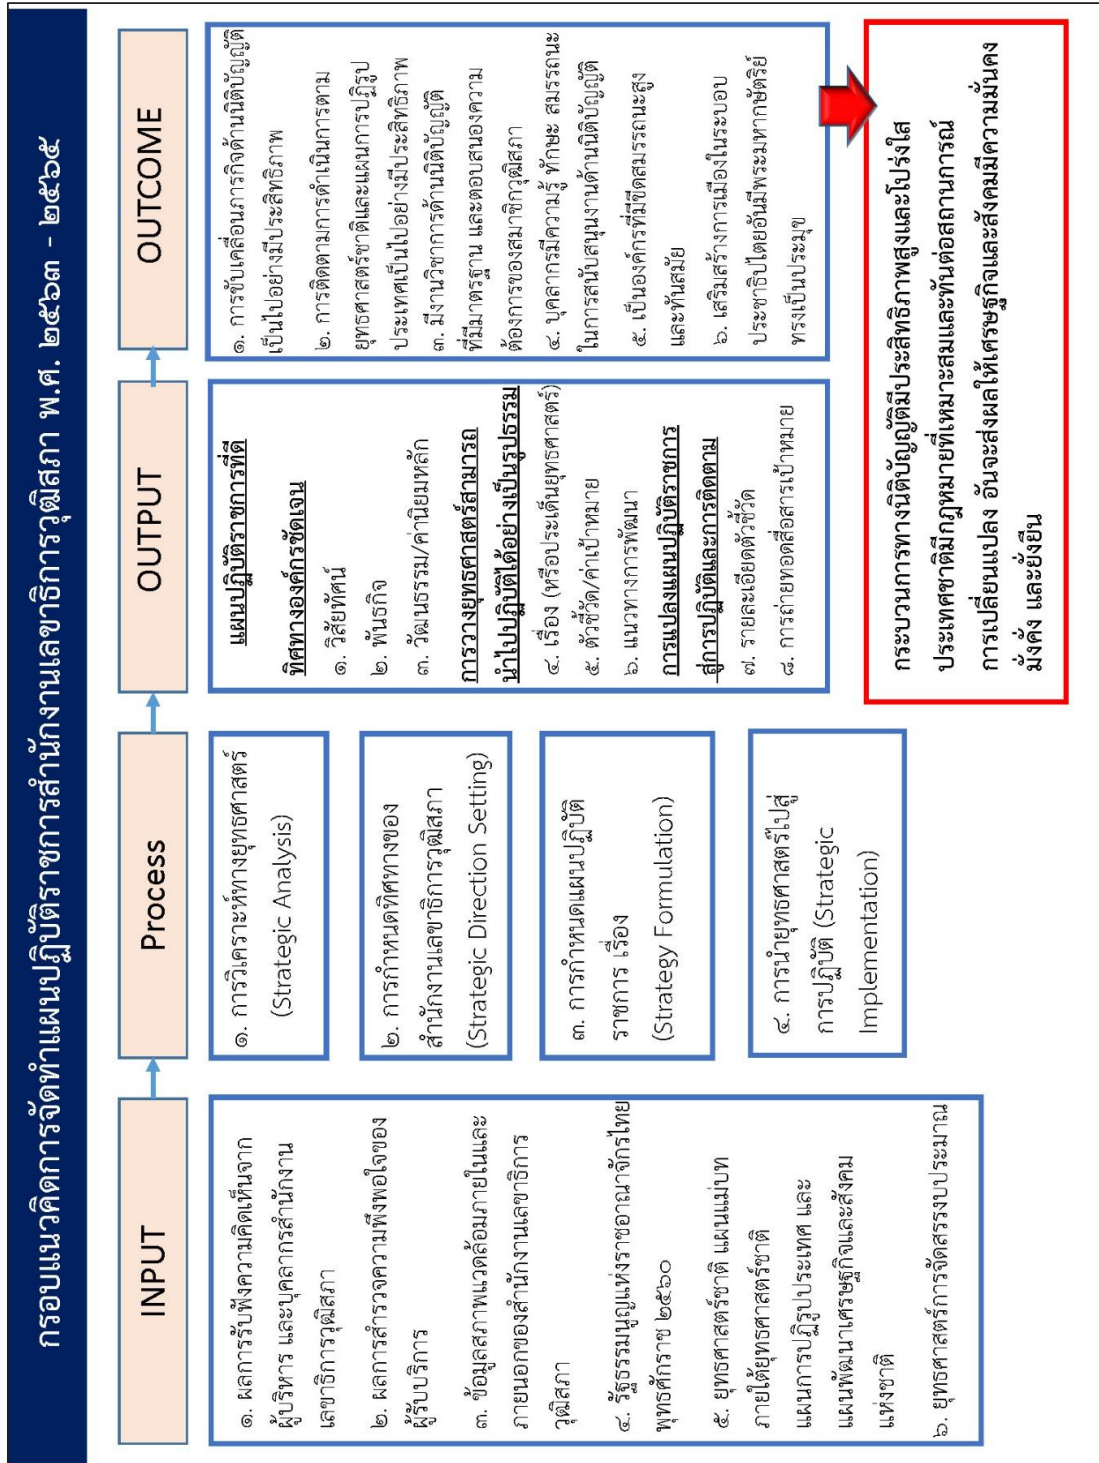 กรอบแนวคิดการจัดทำแผนปฏิบัติราชการสำนักงานเลขาธิการวุฒิสภา พ.ศ. ๒๕๖๓ - ๒๕๖๕
INPUT
๑. ผลการรับฟังความคิดเห็นจาก
ผู้บริหาร และบุคลากรสำนักงาน
เลขาธิการวุฒิสภา
๒. ผลการสำรวจความพึงพอใจของ
ผู้รับบริการ
๓. ข้อมูลสภาพแวดล้อมภายในและ
ภายนอกของสำนักงานเลขาธิการ
วุฒิสภา
๔. รัฐธรรมนูญแห่งราชอาณาจักรไทย
พุทธศักราช ๒๕๖๐
๕. ยุทธศาสตร์ชาติ แผนแม่บท
ภายใต้ยุทธศาสตร์ชาติ
แผนการปฏิรูปประเทศ และ
แผนพัฒนาเศรษฐกิจและสังคม
แห่งชาติ
๖. ยุทธศาสตร์การจัดสรรงบประมาณ
Process
๑. การวิเคราะห์ทางยุทธศาสตร์
(Strategic Analysis)
๒. การกำหนดทิศทางของ
สำนักงานเลขาธิการวุฒิสภา
(Strategic Direction Setting)
๓. การกำหนดแผนปฏิบัติ
ราชการ เรื่อง
(Strategy Formulation)
๔. การนำยุทธศาสตร์ไปสู่
การปฏิบัติ (Strategic
Implementation)
OUTPUT
แผนปฏิบัติราชการที่ดี
ทิศทางองค์กรชัดเจน
๑. วิสัยทัศน์
๒. พันธกิจ
๓. วัฒนธรรม/ค่านิยมหลัก
การวางยุทธศาสตร์สามารถ
นำไปปฏิบัติได้อย่างเป็นรูปธรรม
๔. เรื่อง (หรือประเด็นยุทธศาสตร์)
๕. ตัวชี้วัด/ค่าเป้าหมาย
๖. แนวทางการพัฒนา
การแปลงแผนปฏิบัติราชการ
สู่การปฏิบัติและการติดตาม
๗. รายละเอียดตัวชี้วัด
๘. การถ่ายทอดสื่อสารเป้าหมาย
OUTCOME
๑. การขับเคลื่อนภารกิจด้านนิติบัญญัติ
เป็นไปอย่างมีประสิทธิภาพ
๒. การติดตามการดำเนินการตาม
ยุทธศาสตร์ชาติและแผนการปฏิรูป
ประเทศเป็นไปอย่างมีประสิทธิภาพ
๓. มีงานวิชาการด้านนิติบัญญัติ
ที่มีมาตรฐาน และตอบสนองความ
ต้องการของสมาชิกวุฒิสภา
๔. บุคลากรมีความรู้ ทักษะ สมรรถนะ
ในการสนับสนุนงานด้านนิติบัญญัติ
๕. เป็นองค์กรที่มีขีดสมรรถนะสูง
และทันสมัย
๖. เสริมสร้างการเมืองในระบอบ
ประชาธิปไตยอันมีพระมหากษัตริย์
ทรงเป็นประมุข
กระบวนการทางนิติบัญญัติมีประสิทธิภาพสูงและโปร่งใส
ประเทศชาติมีกฎหมายที่เหมาะสมและทันต่อสถานการณ์
การเปลี่ยนแปลง อันจะส่งผลให้เศรษฐกิจและสังคมมีความมั่นคง
มั่งคั่ง และยั่งยืน